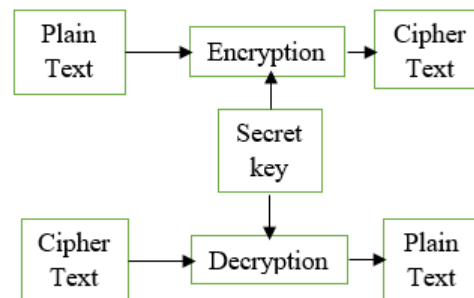 Plain
Text
Encryption
Cipher
Text
Secret
key
Cipher
Text
Decryption
Plain
Text